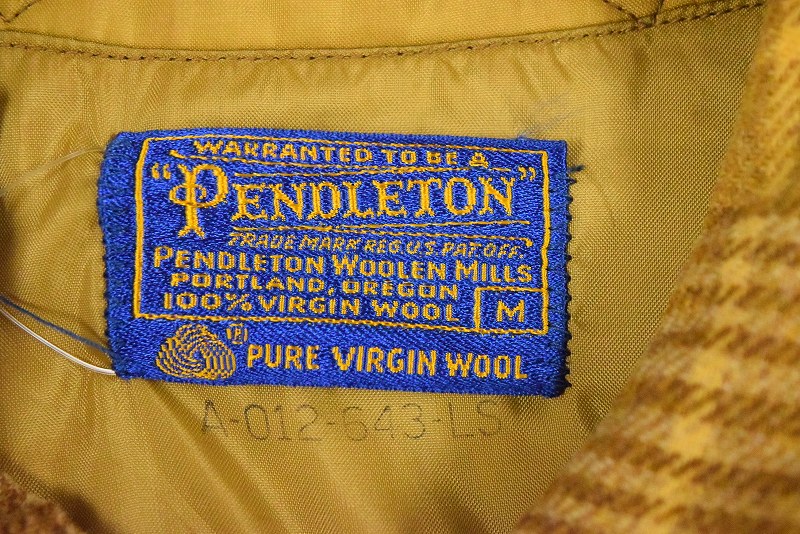 WARRANTED TO BE A
"PENDLETON"
TRADE MARK REG. U.S. PAT. OFF.
PENDLETON WOOLEN MILLS
PORTLAND, OREGON
100% VIRGIN WOOL M
® PURE VIRGIN WOOL
A-012-643-LS